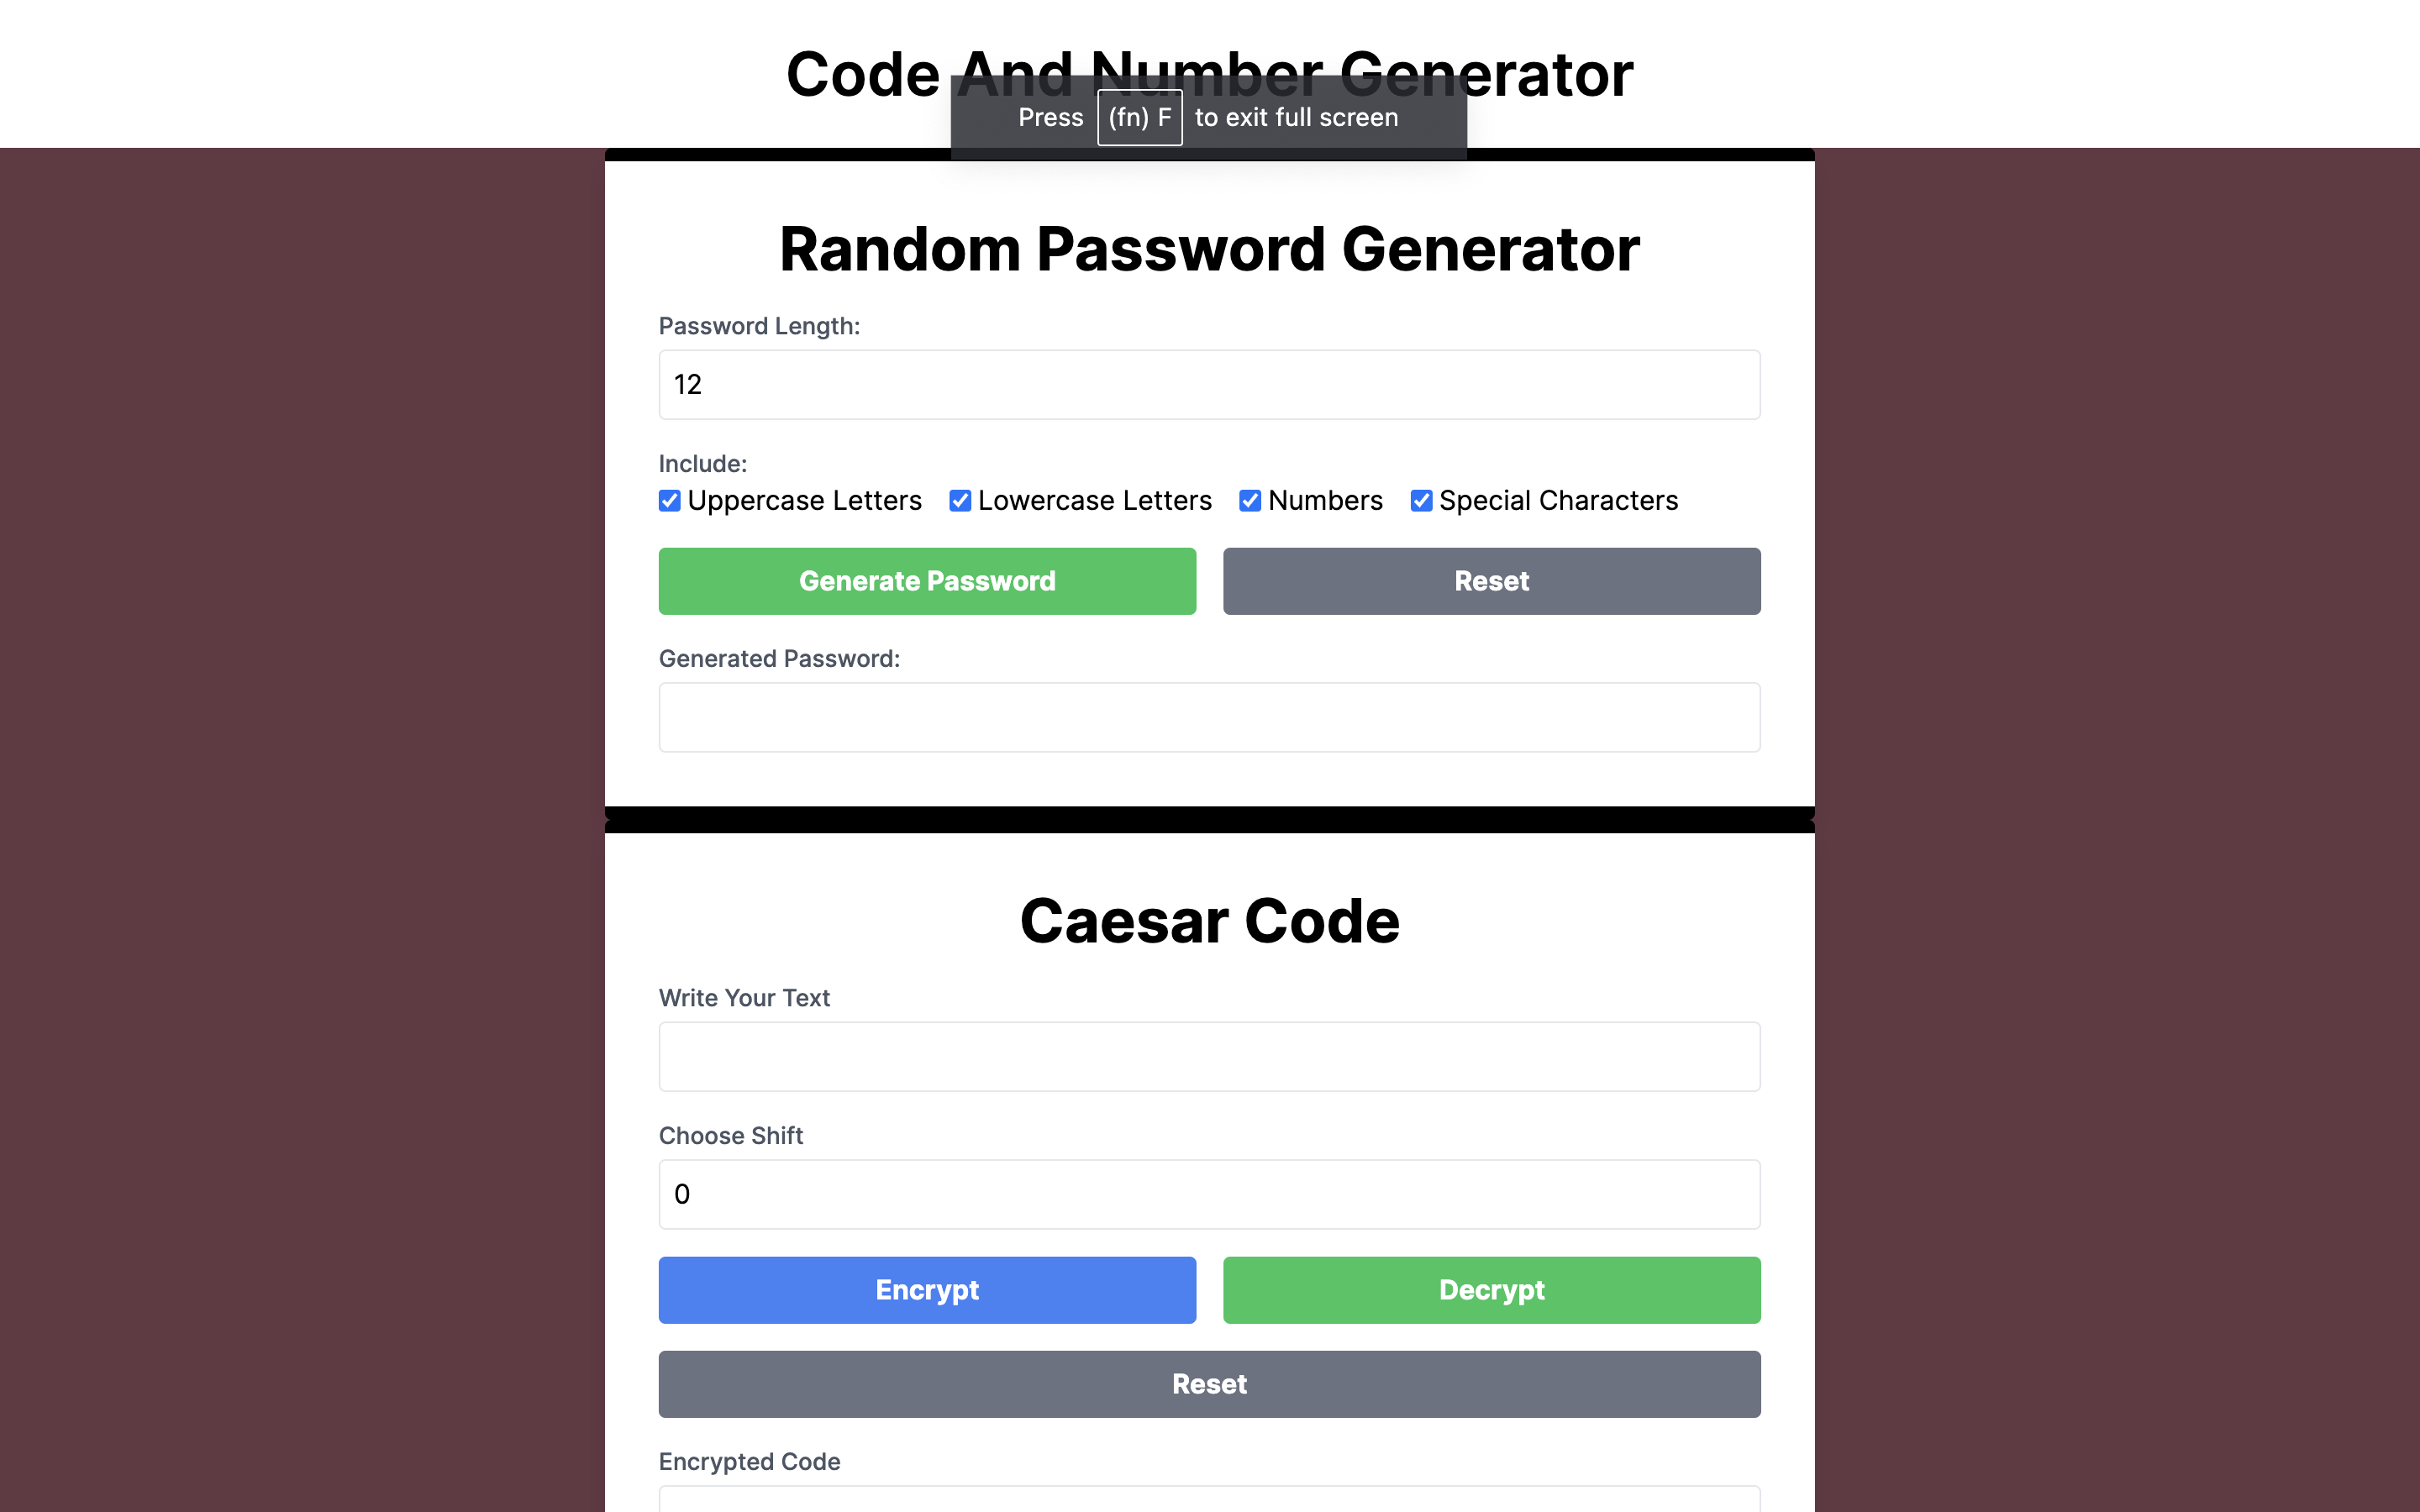 Code And Number Generator
Press (fn) F to exit full screen
Random Password Generator
Password Length:
12
Include:
Uppercase Letters Lowercase Letters Numbers Special Characters
Generate Password Reset
Generated Password:
Caesar Code
Write Your Text
Choose Shift
0
Encrypt Decrypt
Reset
Encrypted Code